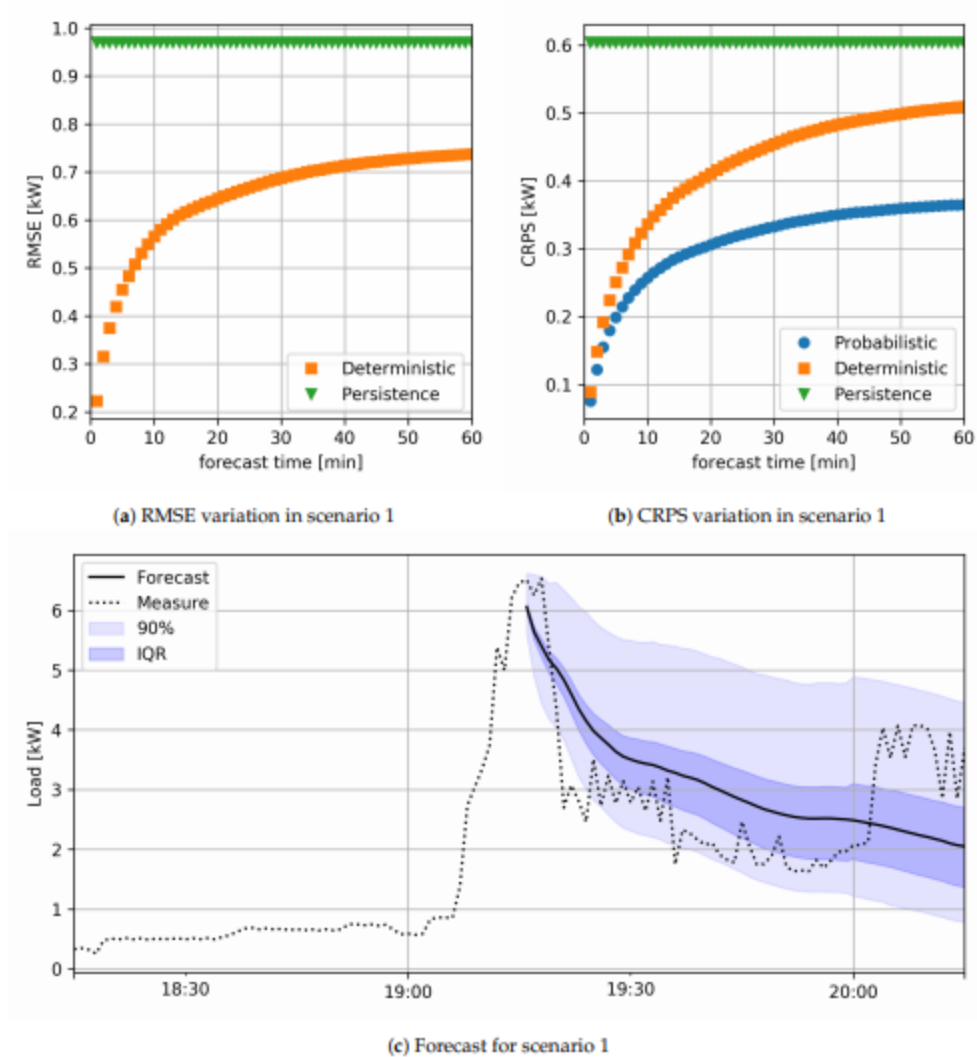 1.0
0.9
0.8
0.7
0.6
0.5
0.4
0.3
0.2
RMSE [kW]
0 10 20 30 40 50 60
forecast time [min]
Deterministic
Persistence
(a) RMSE variation in scenario 1
0.6
0.5
0.4
0.3
0.2
0.1
CRPS [kW]
0 10 20 30 40 50 60
forecast time [min]
Probabilistic
Deterministic
Persistence
(b) CRPS variation in scenario 1
Forecast
Measure
90%
IQR
6
5
4
3
2
1
0
Load [kW]
18:30 19:00 19:30 20:00
(c) Forecast for scenario 1